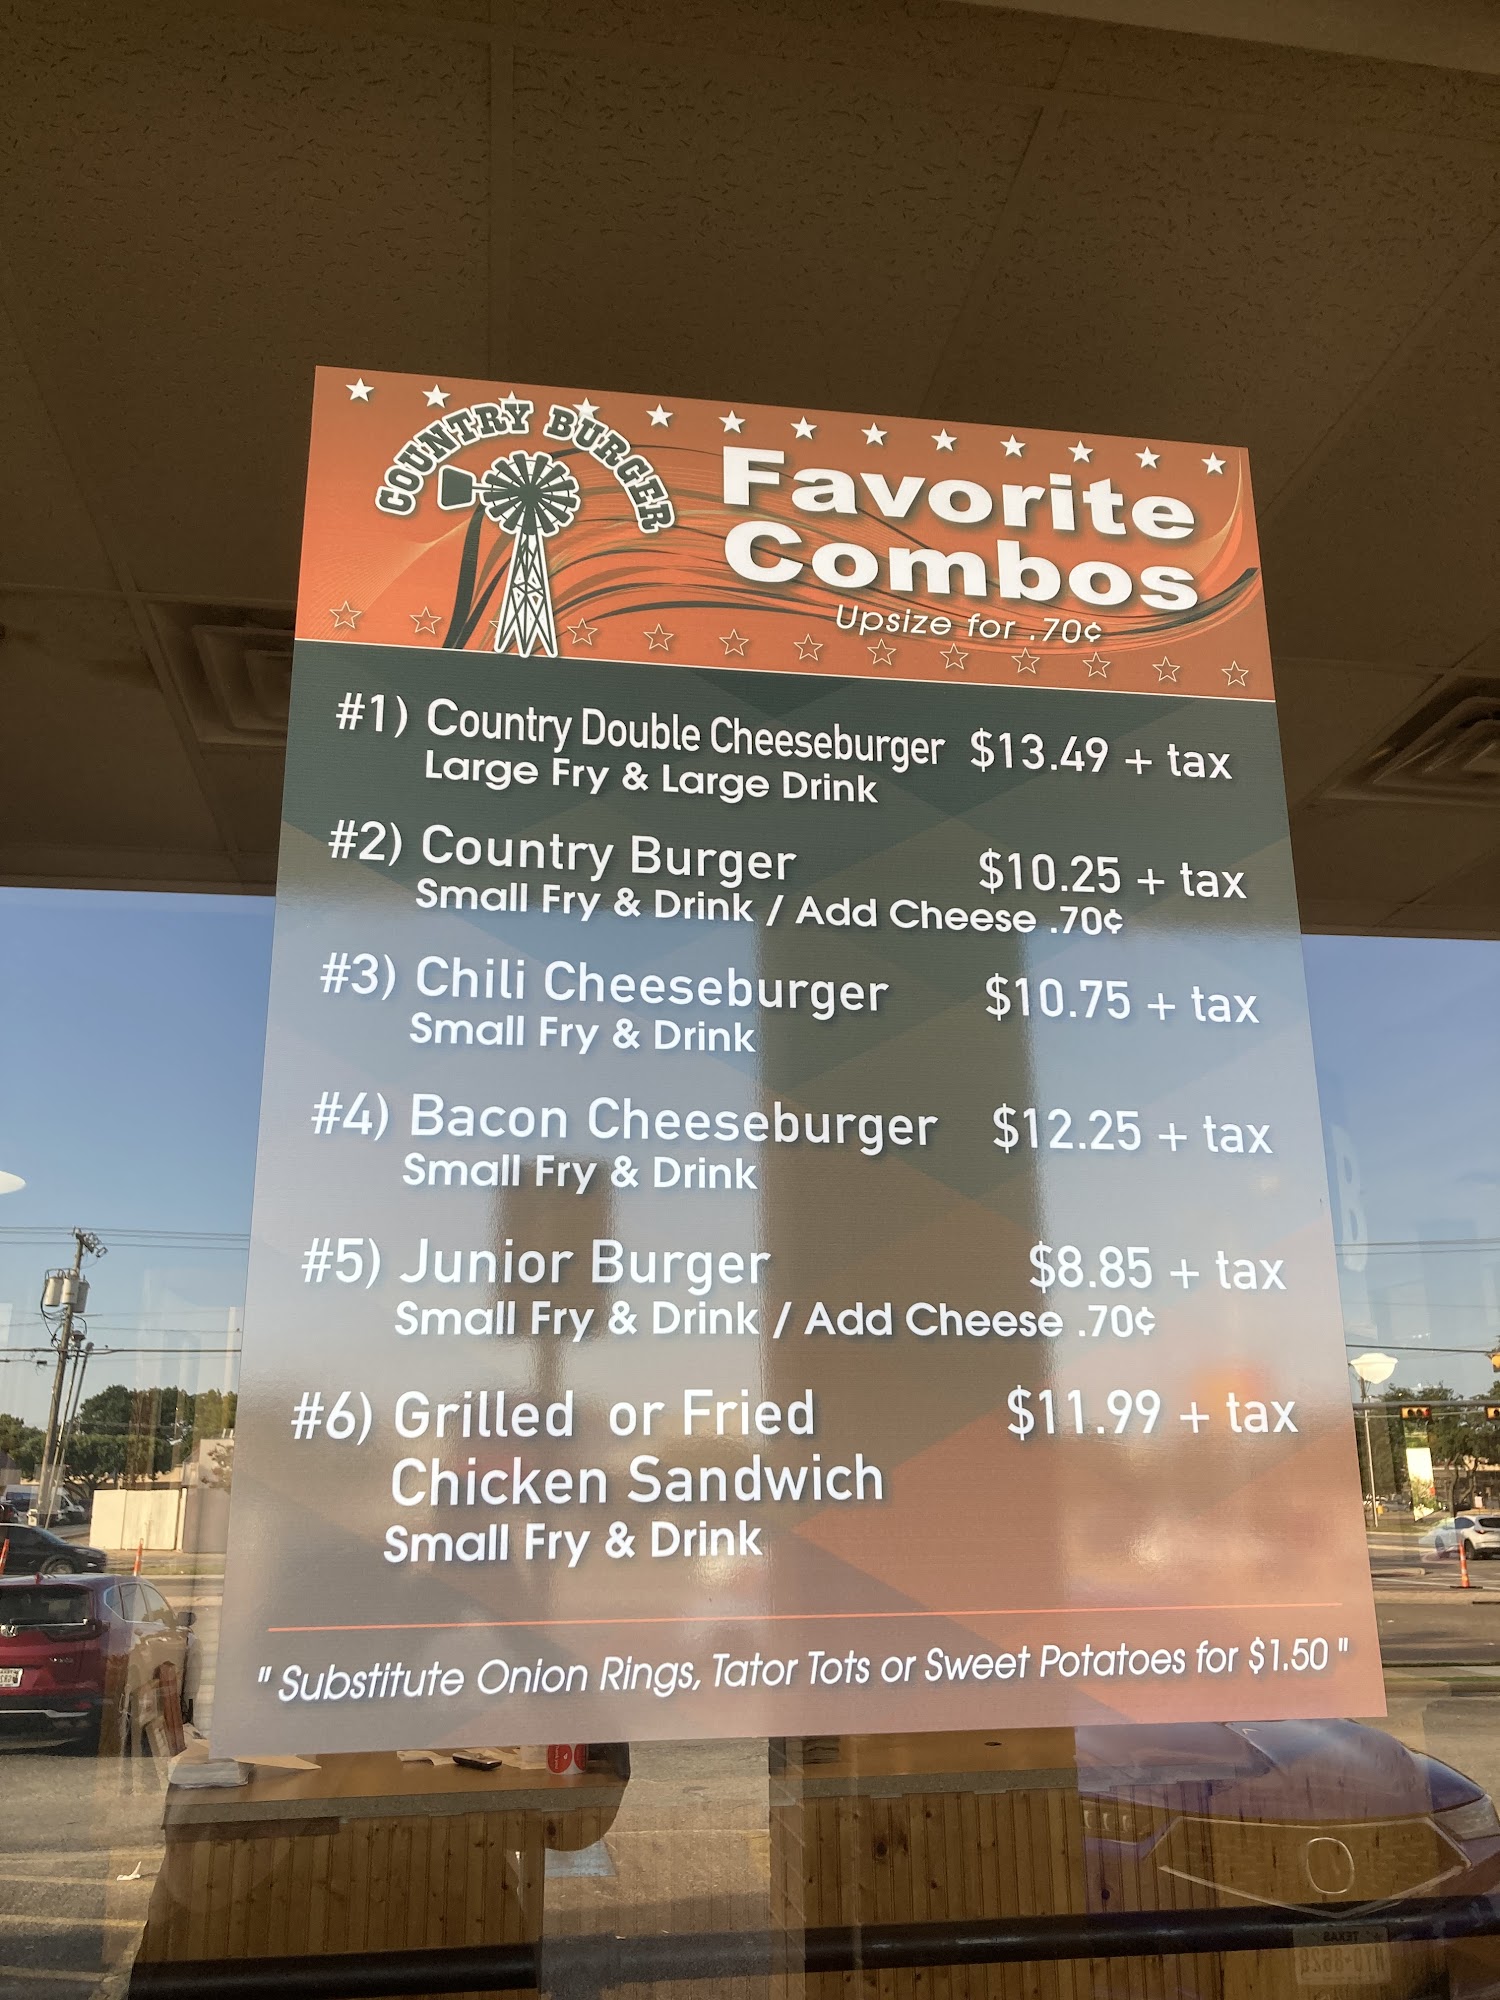 COUNTRY BURGER
Favorite
Combos
Upsize for .70¢
#1) Country Double Cheeseburger $13.49 + tax
Large Fry & Large Drink
#2) Country Burger $10.25 + tax
Small Fry & Drink / Add Cheese .70¢
#3) Chili Cheeseburger $10.75 + tax
Small Fry & Drink
#4) Bacon Cheeseburger $12.25 + tax
Small Fry & Drink
#5) Junior Burger $8.85 + tax
Small Fry & Drink / Add Cheese .70¢
#6) Grilled or Fried $11.99 + tax
Chicken Sandwich
Small Fry & Drink
" Substitute Onion Rings, Tator Tots or Sweet Potatoes for $1.50 "
TEXAS